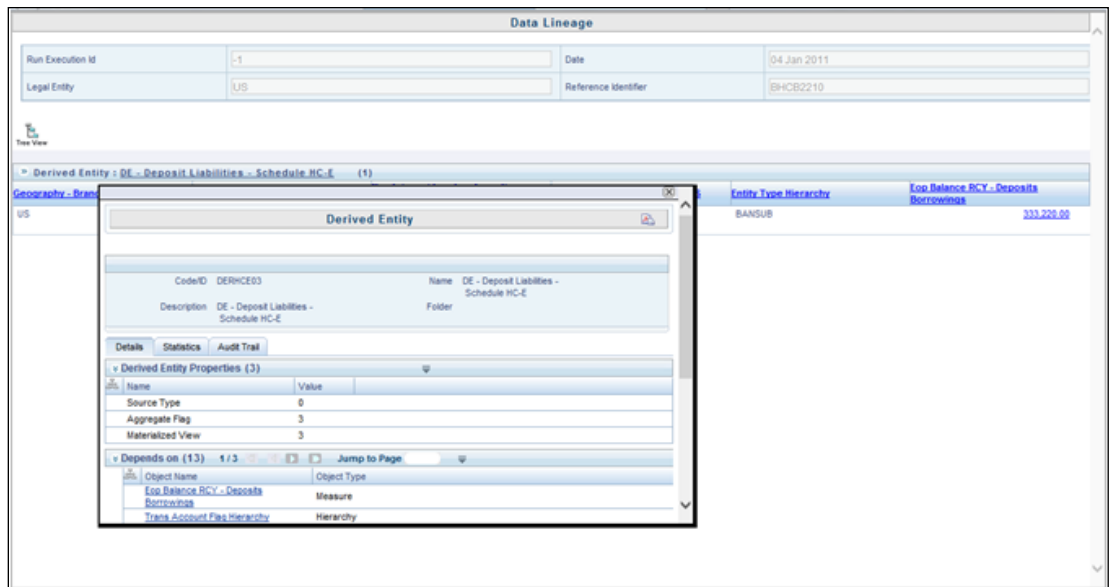 Data Lineage
Run Execution Id -1 Date 04 Jan 2011
Legal Entity US Reference Identifier BHCB2210
Tree View
Derived Entity : DE - Deposit Liabilities - Schedule HC-E (1)
Geography - Entity Type Hierarchy Eop Balance RCY - Deposits
Borrowings
US BANSUB 333,220.00
Derived Entity
Code/ID DERHCE03 Name DE - Deposit Liabilities -
Schedule HC-E
Description DE - Deposit Liabilities - Folder
Schedule HC-E
Details Statistics Audit Trail
Derived Entity Properties (3)
Name Value
Source Type 0
Aggregate Flag 3
Materialized View 3
Depends on (13) 1/3 Jump to Page
Object Name Object Type
Eop Balance RCY - Deposits
Borrowings Measure
Trans Account Flag Hierarchy Hierarchy